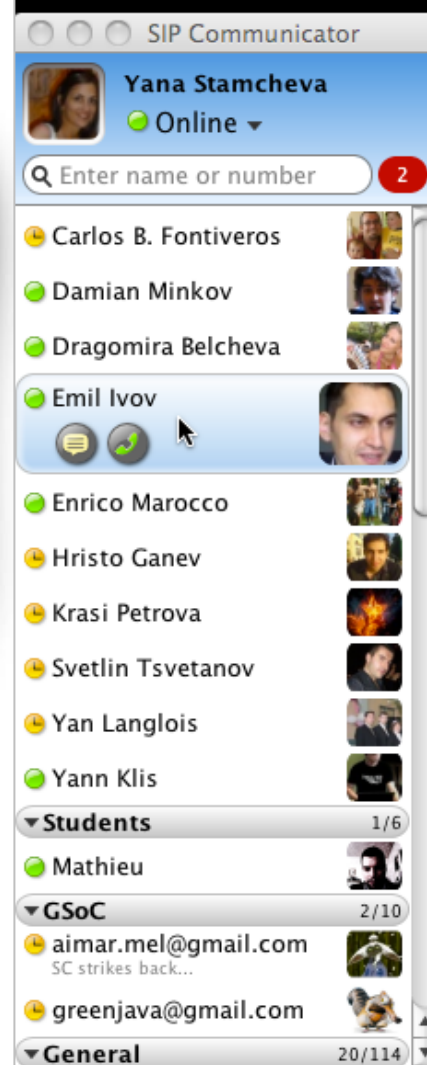 SIP Communicator
Yana Stamcheva
Online
Enter name or number
2
Carlos B. Fontiveros
Damian Minkov
Dragomira Belcheva
Emil Ivov
Enrico Marocco
Hristo Ganev
Krasi Petrova
Svetlin Tsvetanov
Yan Langlois
Yann Klis
Students 1/6
Mathieu
GSoC 2/10
aimar.mel@gmail.com
SC strikes back...
greenjava@gmail.com
General 20/114